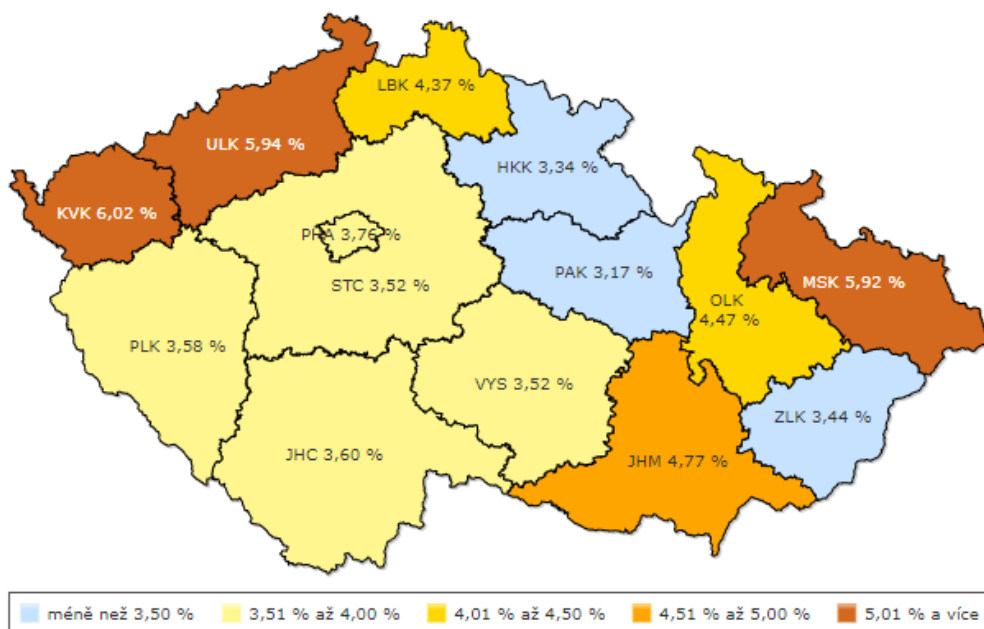 LBK 4,37 %
ULK 5,94 %
HKK 3,34 %
KVK 6,02 %
PHA 3,76 %
PAK 3,17 %
STC 3,52 %
MSK 5,92 %
OLK
4,47 %
PLK 3,58 %
VYS 3,52 %
ZLK 3,44 %
JHC 3,60 %
JHM 4,77 %
méně než 3,50 %
3,51 % až 4,00 %
4,01 % až 4,50 %
4,51 % až 5,00 %
5,01 % a více